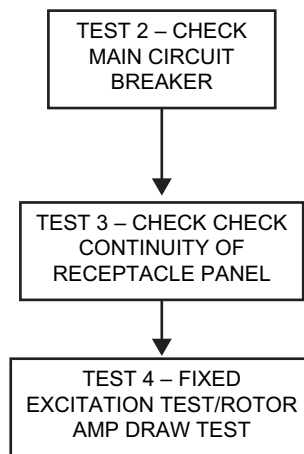 TEST 2 – CHECK
MAIN CIRCUIT
BREAKER
TEST 3 – CHECK CHECK
CONTINUITY OF
RECEPTACLE PANEL
TEST 4 – FIXED
EXCITATION TEST/ROTOR
AMP DRAW TEST